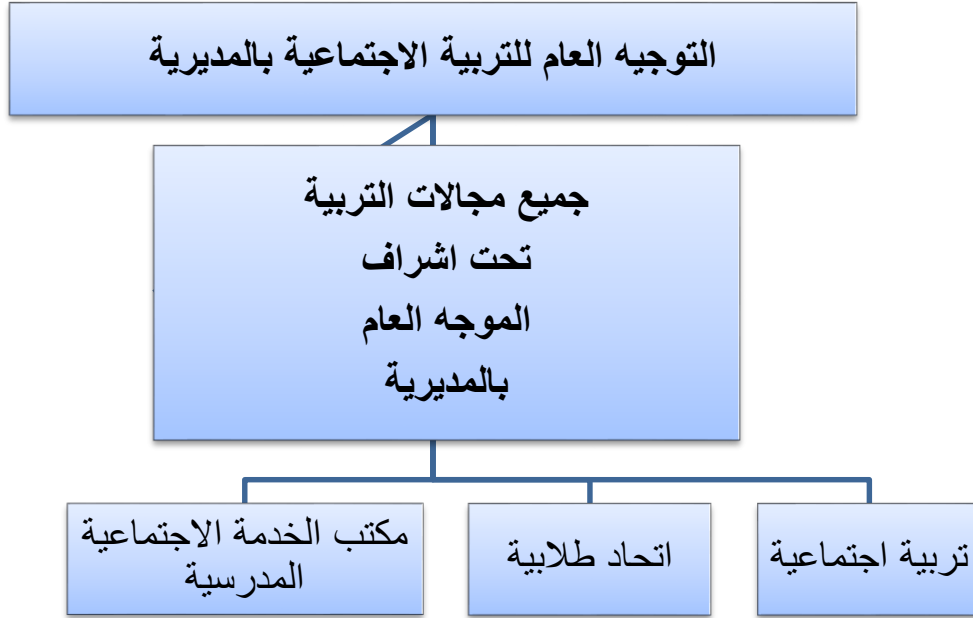 التوجيه العام للتربية الاجتماعية بالمديرية
جميع مجالات التربية
تحت اشراف
الموجه العام
بالمديرية
تربية اجتماعية
اتحاد طلابية
مكتب الخدمة الاجتماعية
المدرسية